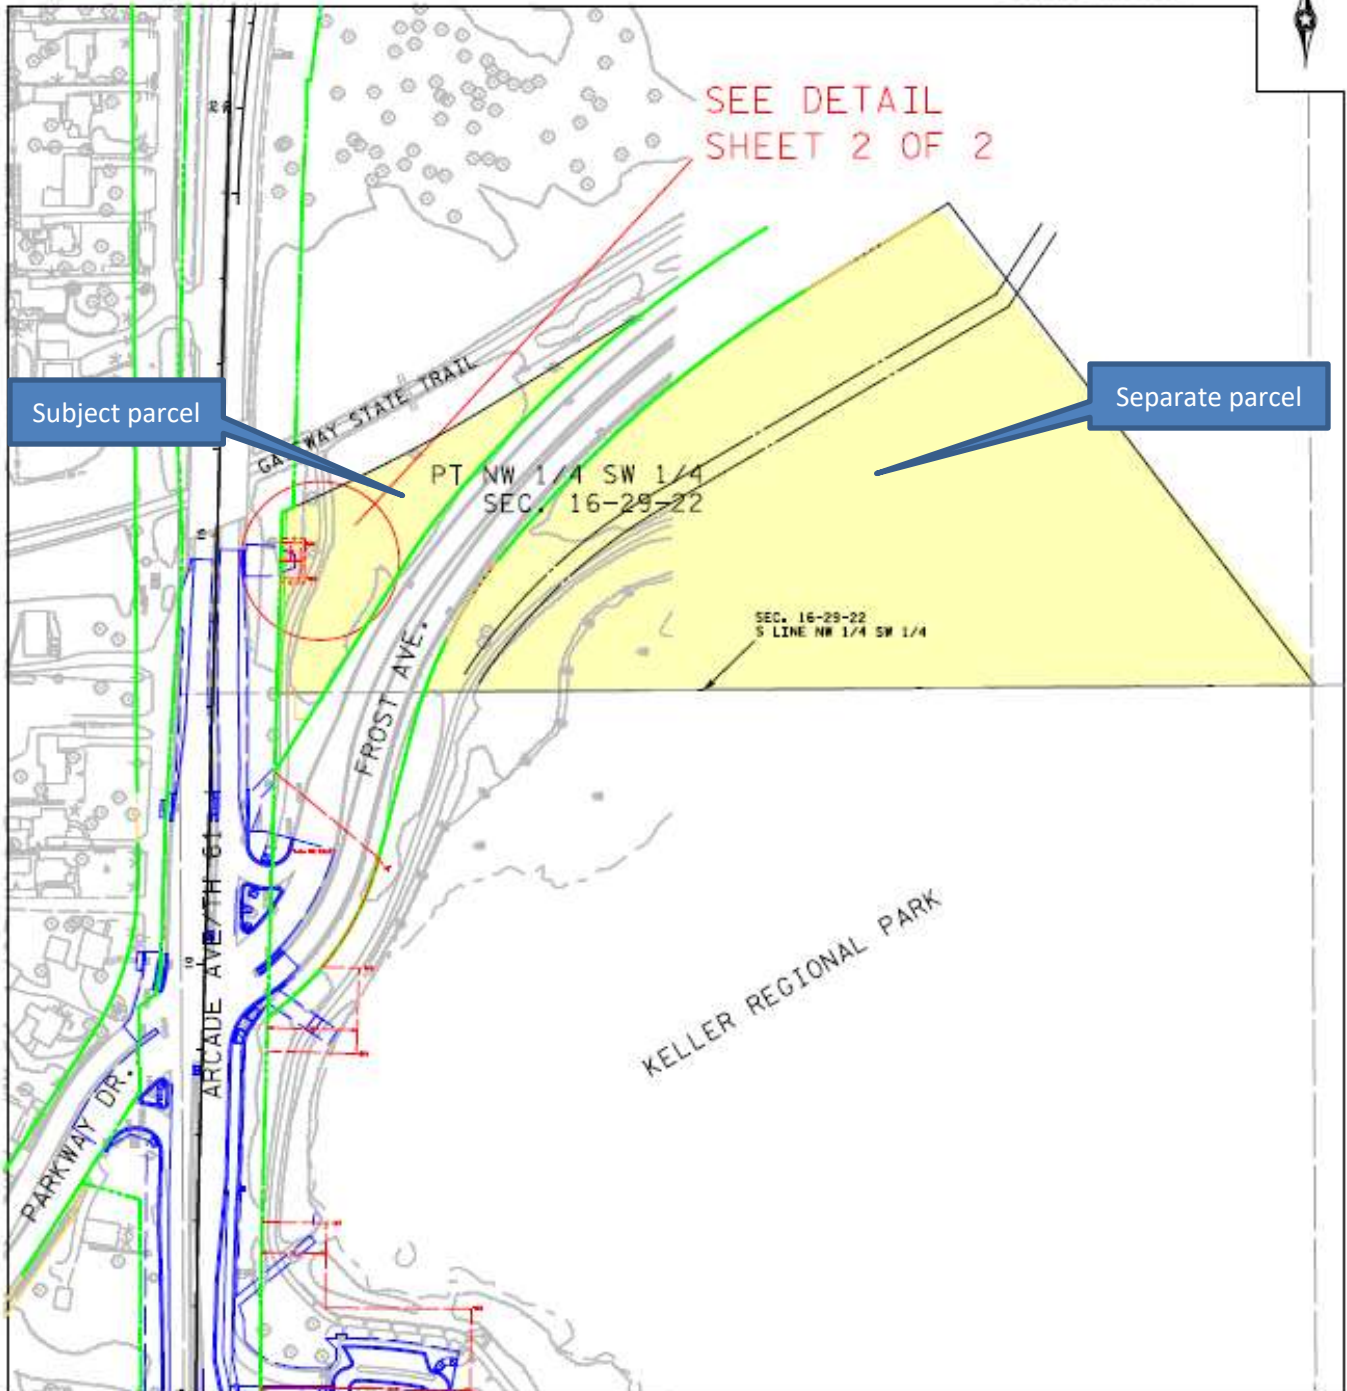 SEE DETAIL
SHEET 2 OF 2
Subject parcel
Separate parcel
GATEWAY STATE TRAIL
PT NW 1/4 SW 1/4
SEC. 16-29-22
SEC. 16-29-22
S LINE NW 1/4 SW 1/4
FROST AVE.
ARCADE AVE/TH 61
KELLER REGIONAL PARK
PARKWAY DR.